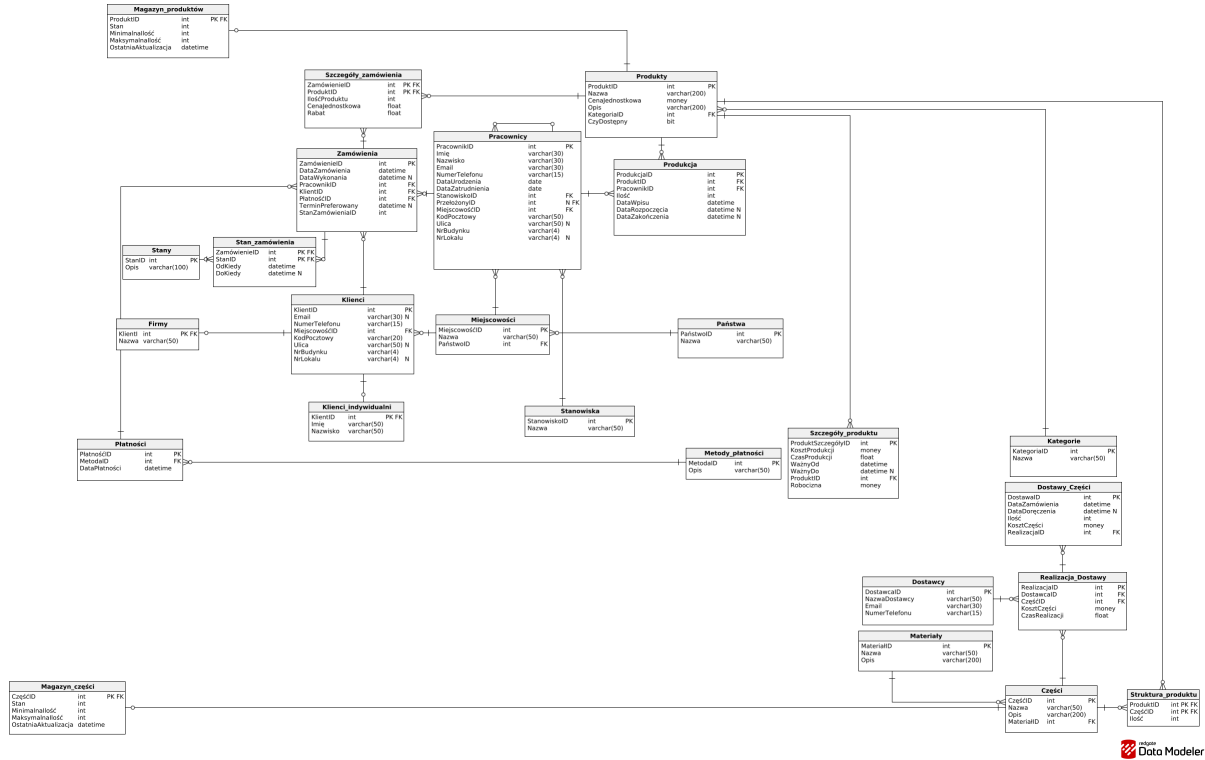 Magazyn_produktów
ProduktID int PK FK
Stan int
MinimalnaIlość int
MaksymalnaIlość int
OstatniaAktualizacja datetime
Szczegóły_zamówienia
ZamówienieID int PK FK
ProduktID int PK FK
IlośćProduktu int
CenaJednostkowa float
Rabat float
Produkty
ProduktID int PK
Nazwa varchar(200)
CenaJednostkowa money
Opis varchar(200)
KategoriaID int FK
CzyDostępny bit
Pracownicy
PracownikID int PK
Imię varchar(30)
Nazwisko varchar(30)
Email varchar(30)
NumerTelefonu varchar(15)
DataUrodzenia date
DataZatrudnienia date
StanowiskoID int FK
PrzełożonyID int N FK
MiejscowośćID int FK
KodPocztowy varchar(50)
Ulica varchar(50) N
NrBudynku varchar(4)
NrLokalu varchar(4) N
Zamówienia
ZamówienieID int PK
DataZamówienia datetime
DataWykonania datetime N
PracownikID int FK
KlientID int FK
PłatnośćID int FK
TerminPreferowany datetime N
StanZamówieniaID int
Produkcja
ProdukcjaID int PK
ProduktID int FK
PracownikID int FK
Ilość int
DataWpisu datetime
DataRozpoczęcia datetime N
DataZakończenia datetime N
Stany
StanID int PK
Opis varchar(100)
Stan_zamówienia
ZamówienieID int PK FK
StanID int PK FK
OdKiedy datetime
DoKiedy datetime N
Klienci
KlientID int PK
Email varchar(30) N
NumerTelefonu varchar(15)
MiejscowośćID int FK
KodPocztowy varchar(20)
Ulica varchar(50) N
NrBudynku varchar(4)
NrLokalu varchar(4) N
Firmy
KlientI int PK FK
Nazwa varchar(50)
Miejscowości
MiejscowośćID int PK
Nazwa varchar(50)
PaństwoID int FK
Państwa
PaństwoID int PK
Nazwa varchar(50)
Klienci_indywidualni
KlientID int PK FK
Imię varchar(50)
Nazwisko varchar(50)
Stanowiska
StanowiskoID int PK
Nazwa varchar(50)
Płatności
PłatnośćID int PK
MetodaID int FK
DataPłatności datetime
Metody_płatności
MetodaID int PK
Opis varchar(50)
Szczegóły_produktu
ProduktSzczegółyID int PK
KosztProdukcji money
CzasProdukcji float
WażnyOd datetime
WażnyDo datetime N
ProduktID int FK
Robocizna money
Kategorie
KategoriaID int PK
Nazwa varchar(50)
Dostawy_Części
DostawaID int PK
DataZamówienia datetime
DataDoręczenia datetime N
Ilość int
KosztCzęści money
RealizacjaID int FK
Dostawcy
DostawcaID int PK
NazwaDostawcy varchar(50)
Email varchar(30)
NumerTelefonu varchar(15)
Realizacja_Dostawy
RealizacjaID int PK
DostawcaID int FK
CzęśćID int FK
KosztCzęści money
CzasRealizacji float
Materiały
MateriałID int PK
Nazwa varchar(50)
Opis varchar(200)
Magazyn_części
CzęśćID int PK FK
Stan int
MinimalnaIlość int
MaksymalnaIlość int
OstatniaAktualizacja datetime
Części
CzęśćID int PK
Nazwa varchar(50)
Opis varchar(200)
MateriałID int FK
Struktura_produktu
ProduktID int PK FK
CzęśćID int PK FK
Ilość int
redgate
Data Modeler